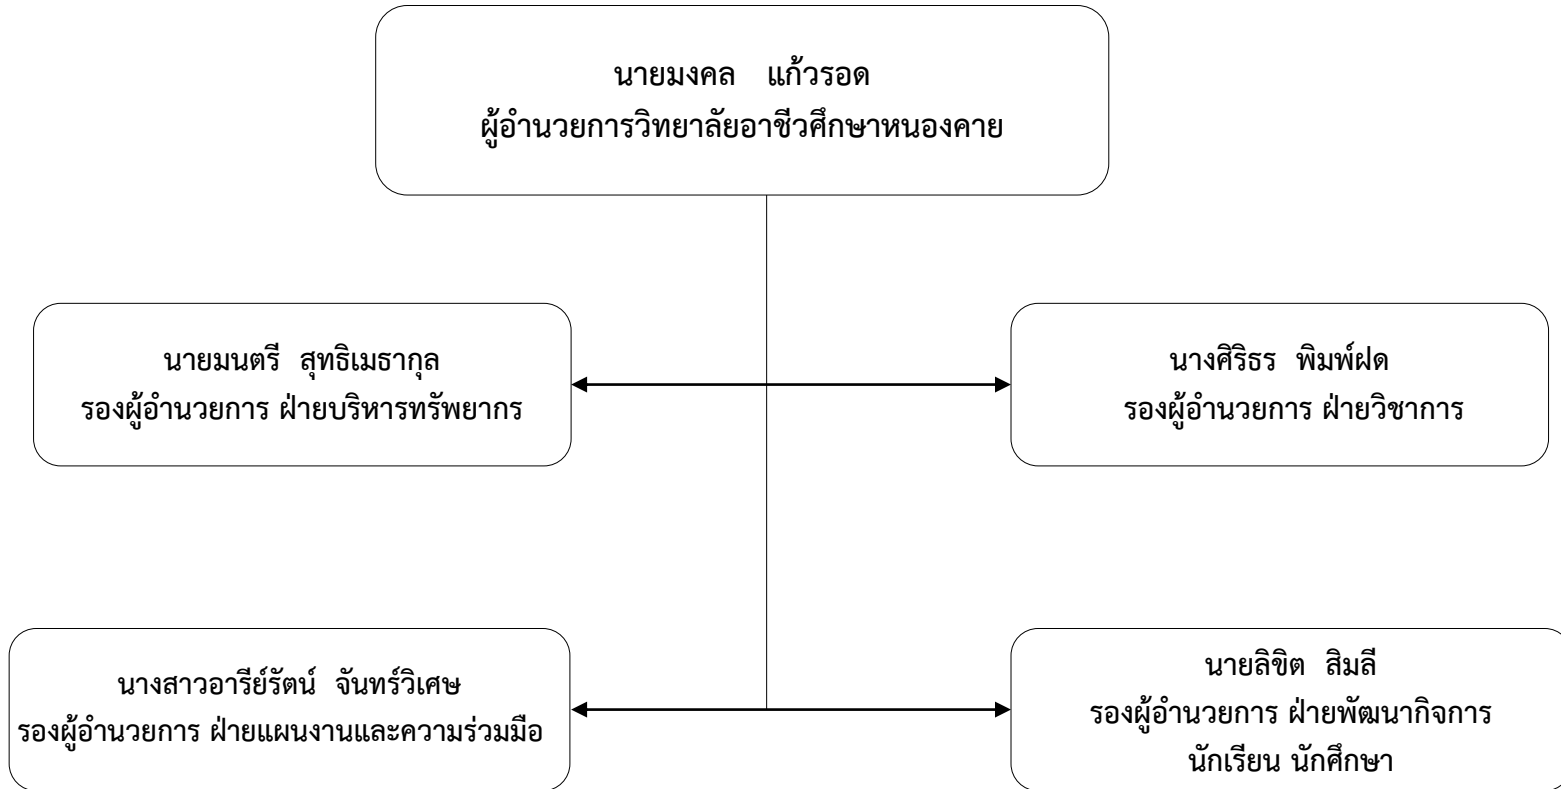 นายมงคล แก้วรอด
ผู้อำนวยการวิทยาลัยอาชีวศึกษาหนองคาย
นายมนตรี สุทธิเมธากุล
รองผู้อำนวยการ ฝ่ายบริหารทรัพยากร
นางศิริธร พิมพ์ฝด
รองผู้อำนวยการ ฝ่ายวิชาการ
นางสาวอารีย์รัตน์ จันทร์วิเศษ
รองผู้อำนวยการ ฝ่ายแผนงานและความร่วมมือ
นายลิขิต สิมลี
รองผู้อำนวยการ ฝ่ายพัฒนากิจการ
นักเรียน นักศึกษา